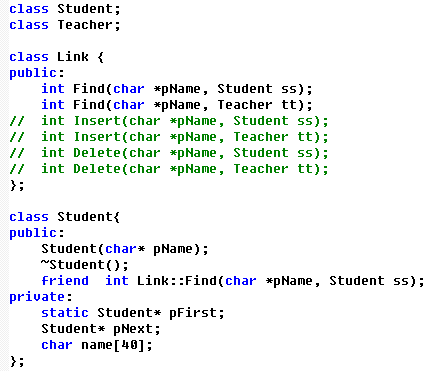 class Student;
class Teacher;
class Link {
public:
int Find(char *pName, Student ss);
int Find(char *pName, Teacher tt);
//  int Insert(char *pName, Student ss);
//  int Insert(char *pName, Teacher tt);
//  int Delete(char *pName, Student ss);
//  int Delete(char *pName, Teacher tt);
};
class Student{
public:
Student(char* pName);
~Student();
friend  int Link::Find(char *pName, Student ss);
private:
static Student* pFirst;
Student* pNext;
char name[40];
};